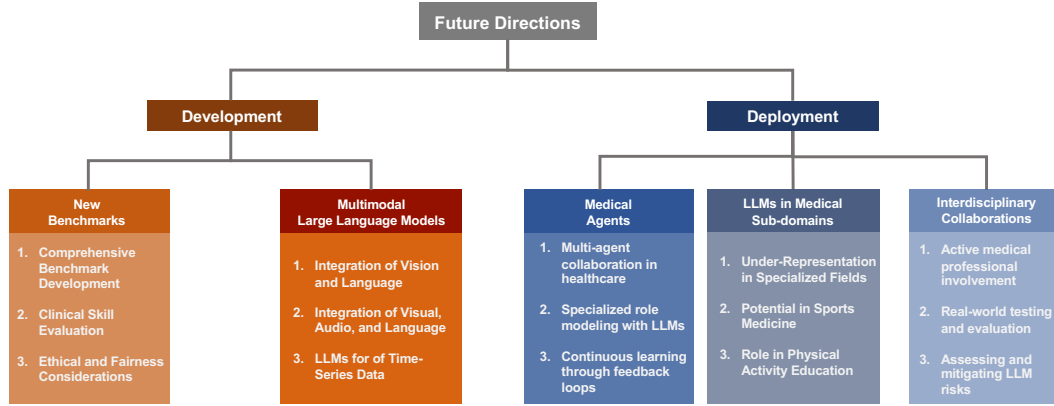 Future Directions
Development
Deployment
New
Benchmarks
1. Comprehensive
Benchmark
Development
2. Clinical Skill
Evaluation
3. Ethical and Fairness
Considerations
Multimodal
Large Language Models
1. Integration of Vision
and Language
2. Integration of Visual,
Audio, and Language
3. LLMs for of Time-
Series Data
Medical
Agents
1. Multi-agent
collaboration in
healthcare
2. Specialized role
modeling with LLMs
3. Continuous learning
through feedback
loops
LLMs in Medical
Sub-domains
1. Under-Representation
in Specialized Fields
2. Potential in Sports
Medicine
3. Role in Physical
Activity Education
Interdisciplinary
Collaborations
1. Active medical
professional
involvement
2. Real-world testing
and evaluation
3. Assessing and
mitigating LLM
risks